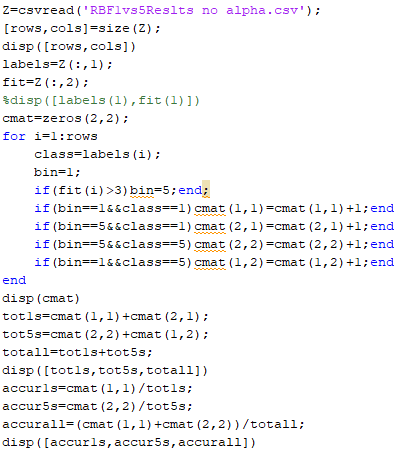 Z=csvread('RBF1vs5Reslts no alpha.csv');
[rows,cols]=size(Z);
disp([rows,cols])
labels=Z(:,1);
fit=Z(:,2);
%disp([labels(1),fit(1)])
cmat=zeros(2,2);
for i=1:rows
    class=labels(i);
    bin=1;
    if(fit(i)>3)bin=5;end;
    if(bin==1&&class==1)cmat(1,1)=cmat(1,1)+1;end
    if(bin==5&&class==1)cmat(2,1)=cmat(2,1)+1;end
    if(bin==5&&class==5)cmat(2,2)=cmat(2,2)+1;end
    if(bin==1&&class==5)cmat(1,2)=cmat(1,2)+1;end
end
disp(cmat)
tot1s=cmat(1,1)+cmat(2,1);
tot5s=cmat(2,2)+cmat(1,2);
totall=tot1s+tot5s;
disp([tot1s,tot5s,totall])
accur1s=cmat(1,1)/tot1s;
accur5s=cmat(2,2)/tot5s;
accurall=(cmat(1,1)+cmat(2,2))/totall;
disp([accur1s,accur5s,accurall])